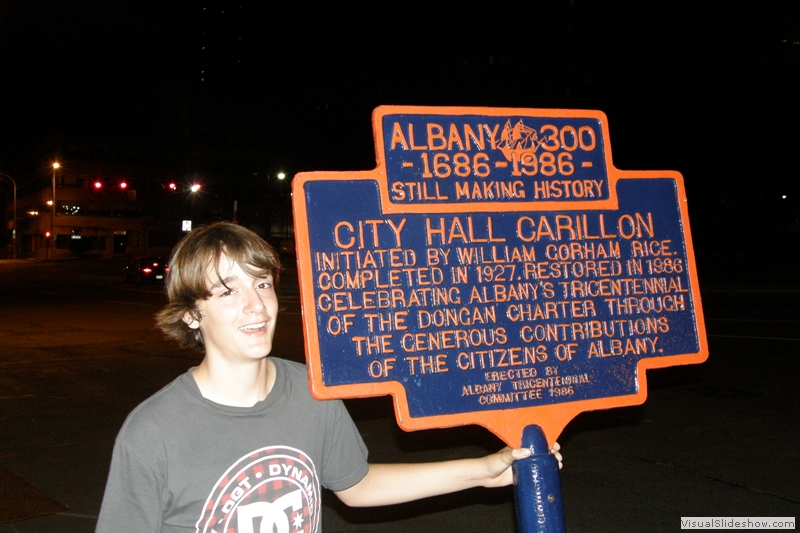 ALBANY 300
-1686-1986-
STILL MAKING HISTORY
CITY HALL CARILLON
INITIATED BY WILLIAM GORHAM RICE.
COMPLETED IN 1927. RESTORED IN 1986
CELEBRATING ALBANY'S TRICENTENNIAL
OF THE DONGAN CHARTER THROUGH
THE GENEROUS CONTRIBUTIONS
OF THE CITIZENS OF ALBANY.
ERECTED BY
ALBANY TRICENTENNIAL
COMMITTEE 1986
DC
VisualSlideshow.com